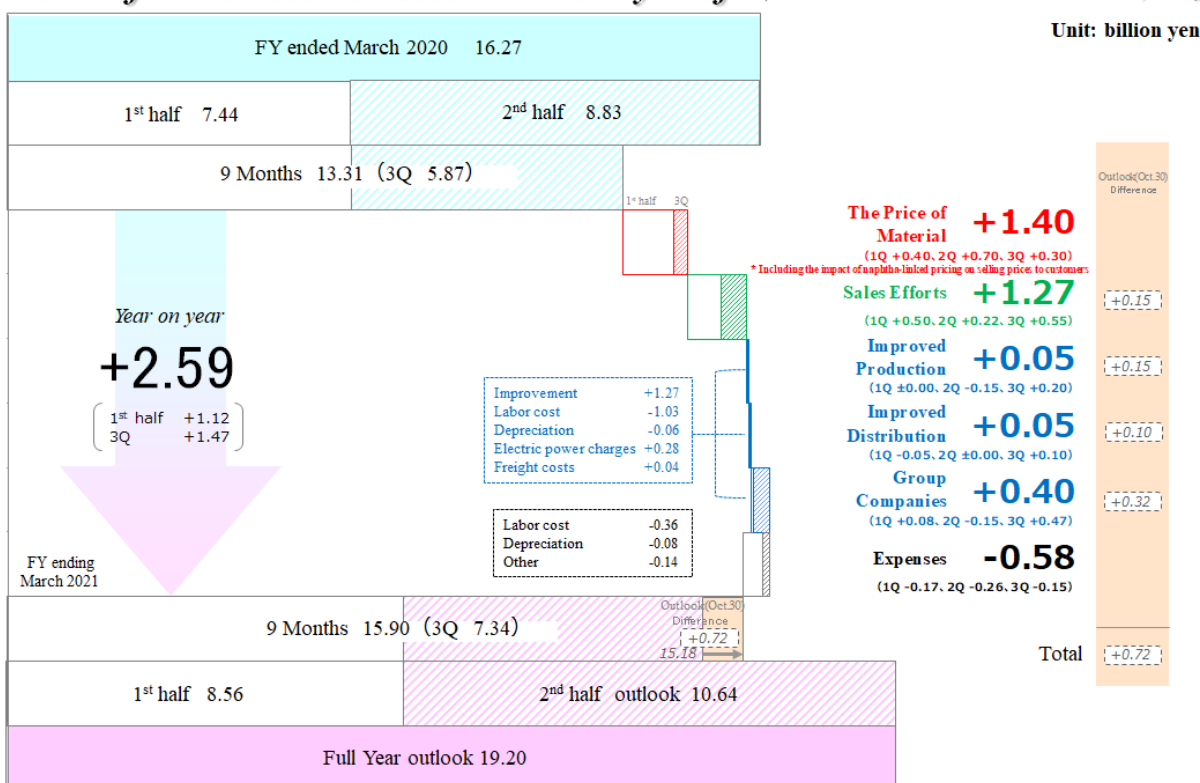 Unit: billion yen
FY ended March 2020 16.27
1st half 7.44
2nd half 8.83
9 Months 13.31 (3Q 5.87)
1st half 3Q
Outlook(Oct.30)
Difference
The Price of
Material
+1.40
(1Q +0.40、2Q +0.70、3Q +0.30)
* Including the impact of naphtha-linked pricing on selling prices to customers
Sales Efforts +1.27
(1Q +0.50、2Q +0.22、3Q +0.55)
+0.15
Improved
Production
+0.05
(1Q ±0.00、2Q -0.15、3Q +0.20)
+0.15
Improved
Distribution
+0.05
(1Q -0.05、2Q ±0.00、3Q +0.10)
+0.10
Group
Companies
+0.40
(1Q +0.08、2Q -0.15、3Q +0.47)
+0.32
Expenses -0.58
(1Q -0.17、2Q -0.26、3Q -0.15)
Total +0.72
Year on year
+2.59
1st half +1.12
3Q +1.47
Improvement +1.27
Labor cost -1.03
Depreciation -0.06
Electric power charges +0.28
Freight costs +0.04
Labor cost -0.36
Depreciation -0.08
Other -0.14
FY ending
March 2021
9 Months 15.90 (3Q 7.34)
Outlook(Oct.30)
Difference
+0.72
15.18
1st half 8.56
2nd half outlook 10.64
Full Year outlook 19.20